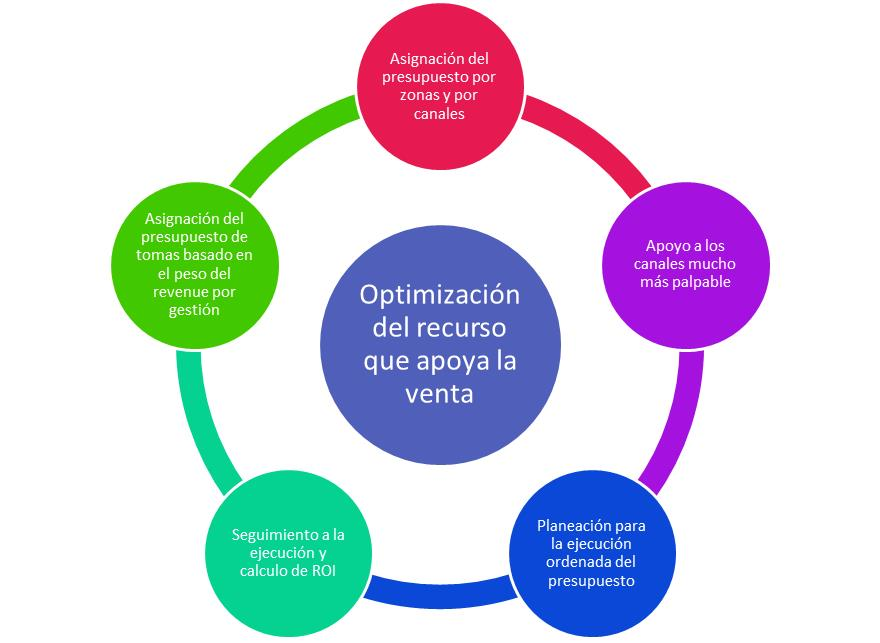 Asignación del
presupuesto por
zonas y por
canales
Apoyo a los
canales mucho
más palpable
Planeación para
la ejecución
ordenada del
presupuesto
Seguimiento a la
ejecución y
calculo de ROI
Asignación del
presupuesto de
tomas basado en
el peso del
revenue por
gestión
Optimización
del recurso
que apoya la
venta